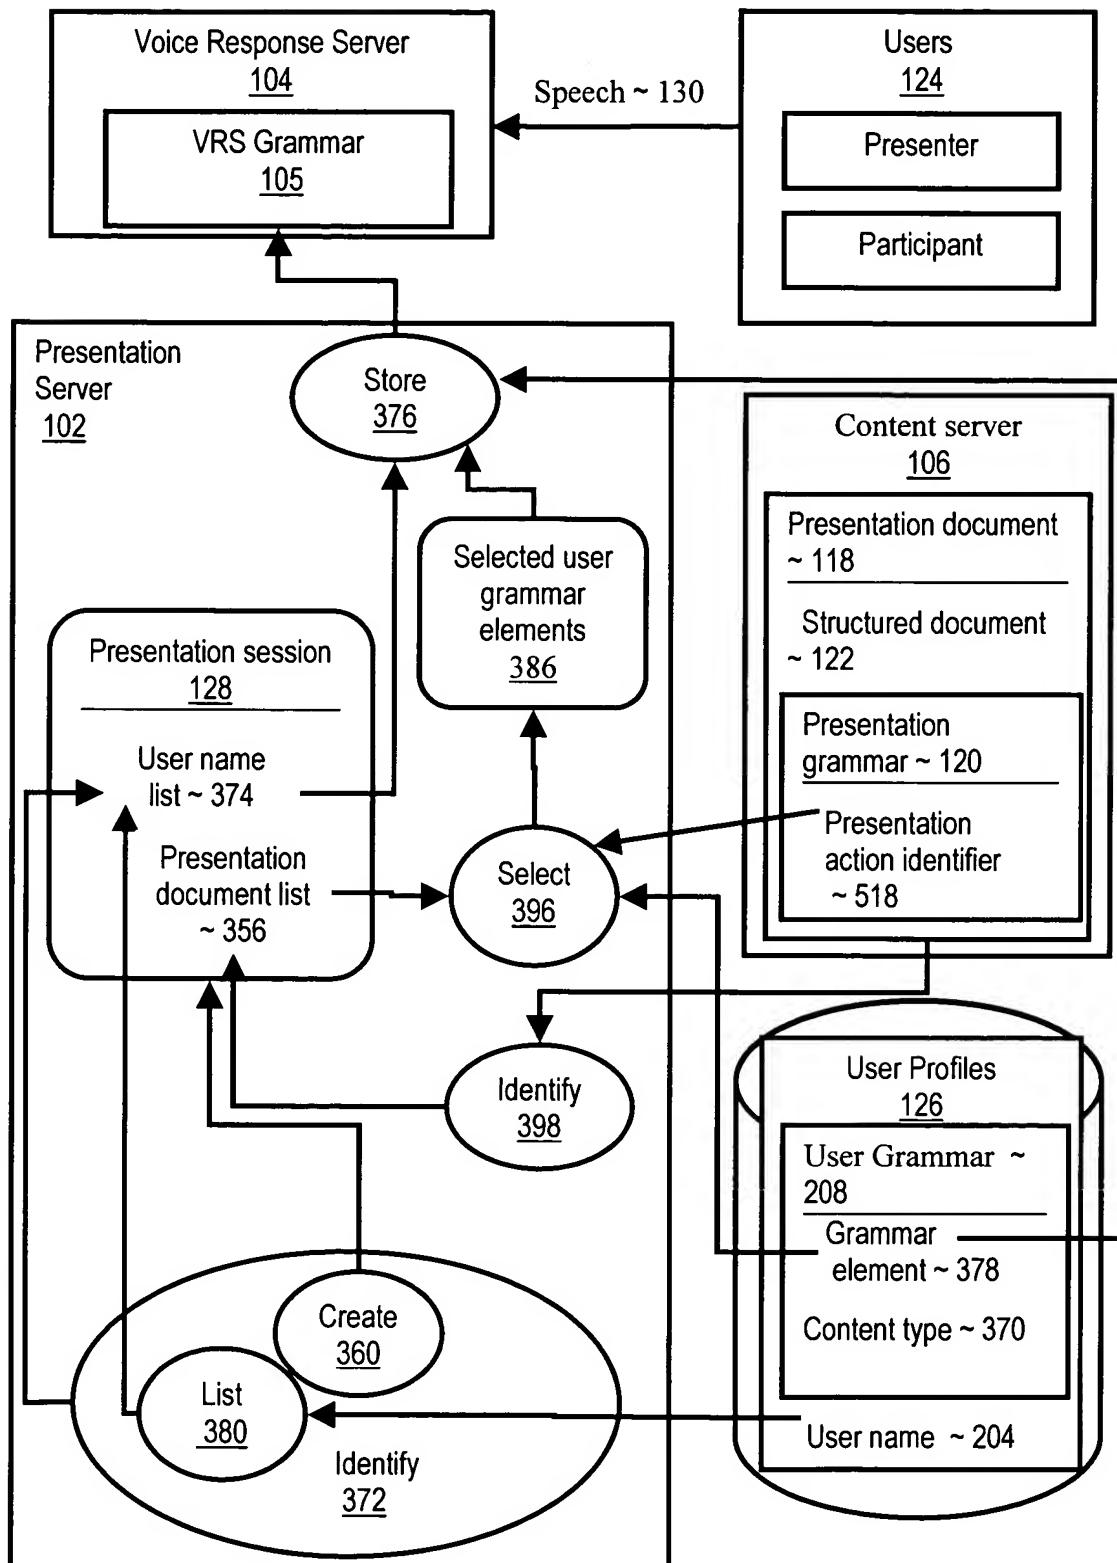 Voice Response Server
104
VRS Grammar
105
Speech ~ 130
Users
124
Presenter
Participant
Presentation
Server
102
Store
376
Selected user
grammar
elements
386
Content server
106
Presentation document
~ 118
Structured document
~ 122
Presentation
grammar ~ 120
Presentation
action identifier
~ 518
Presentation session
128
User name
list ~ 374
Presentation
document list
~ 356
Select
396
Identify
398
User Profiles
126
User Grammar ~
208
Grammar
element ~ 378
Content type ~ 370
User name ~ 204
Create
360
List
380
Identify
372